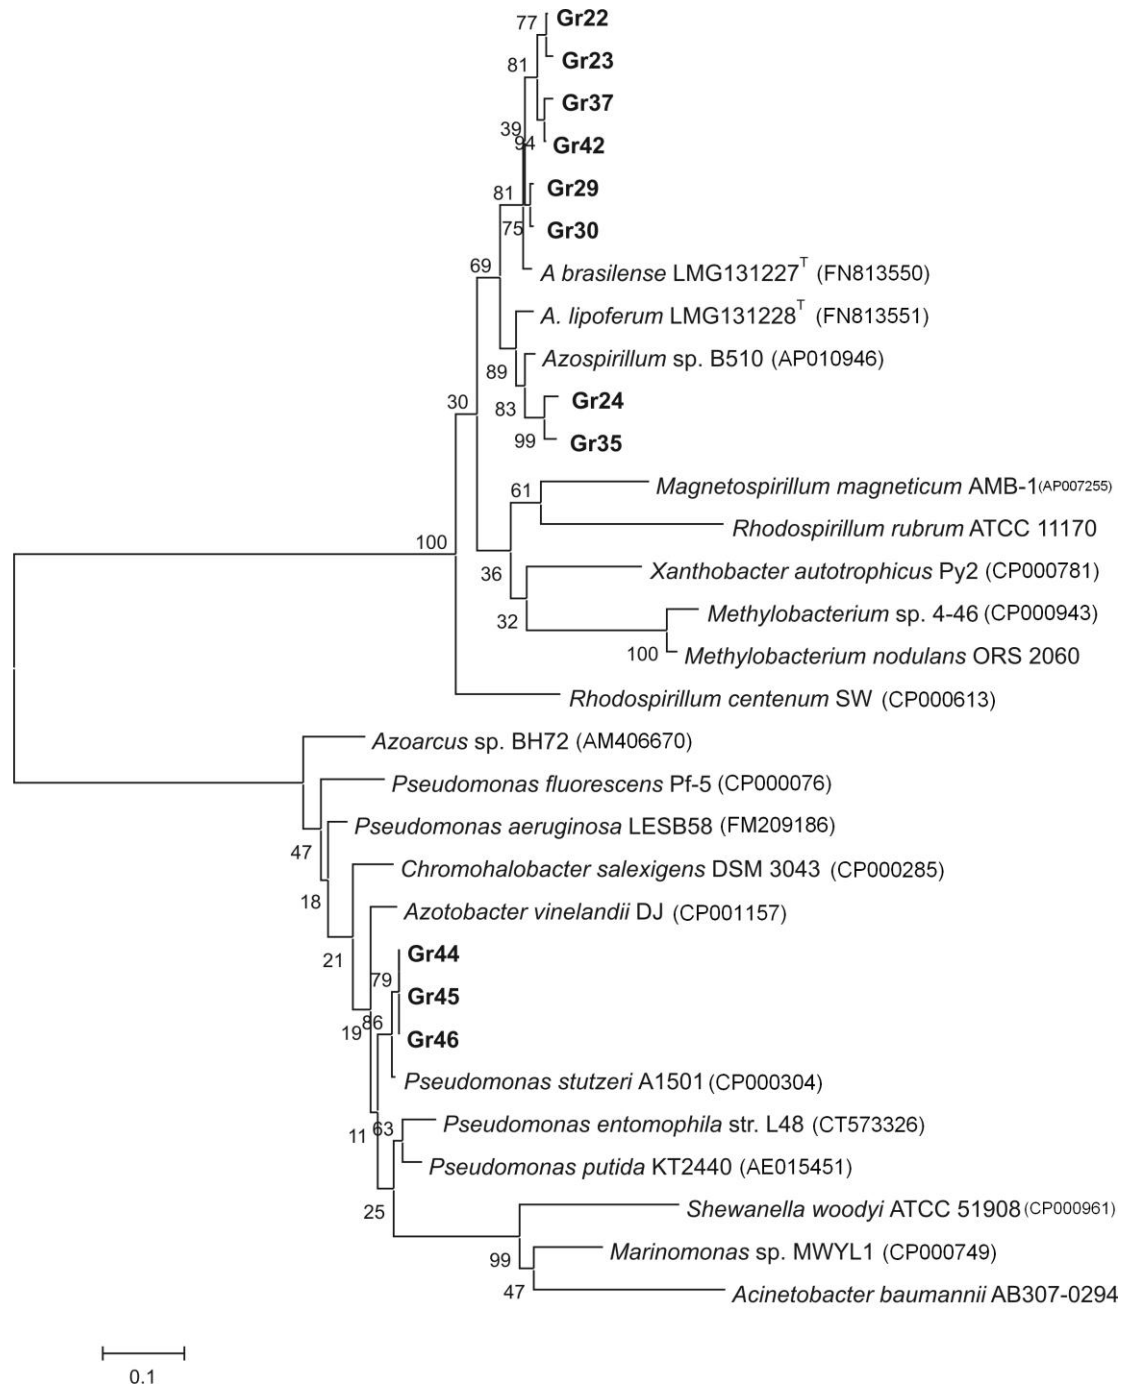 77
Gr22
Gr23
81
Gr37
39
94
Gr42
81
Gr29
75
Gr30
69
A brasilense LMG131227ᵀ (FN813550)
A. lipoferum LMG131228ᵀ (FN813551)
Azospirillum sp. B510 (AP010946)
89
30
83
Gr24
99
Gr35
61
Magnetospirillum magneticum AMB-1(AP007255)
Rhodospirillum rubrum ATCC 11170
100
36
Xanthobacter autotrophicus Py2 (CP000781)
32
Methylobacterium sp. 4-46 (CP000943)
100
Methylobacterium nodulans ORS 2060
Rhodospirillum centenum SW (CP000613)
Azoarcus sp. BH72 (AM406670)
Pseudomonas fluorescens Pf-5 (CP000076)
Pseudomonas aeruginosa LESB58 (FM209186)
47
Chromohalobacter salexigens DSM 3043 (CP000285)
18
Azotobacter vinelandii DJ (CP001157)
21
Gr44
79
Gr45
19
86
Gr46
Pseudomonas stutzeri A1501 (CP000304)
11
63
Pseudomonas entomophila str. L48 (CT573326)
Pseudomonas putida KT2440 (AE015451)
25
Shewanella woodyi ATCC 51908 (CP000961)
99
Marinomonas sp. MWYL1 (CP000749)
47
Acinetobacter baumannii AB307-0294
0.1